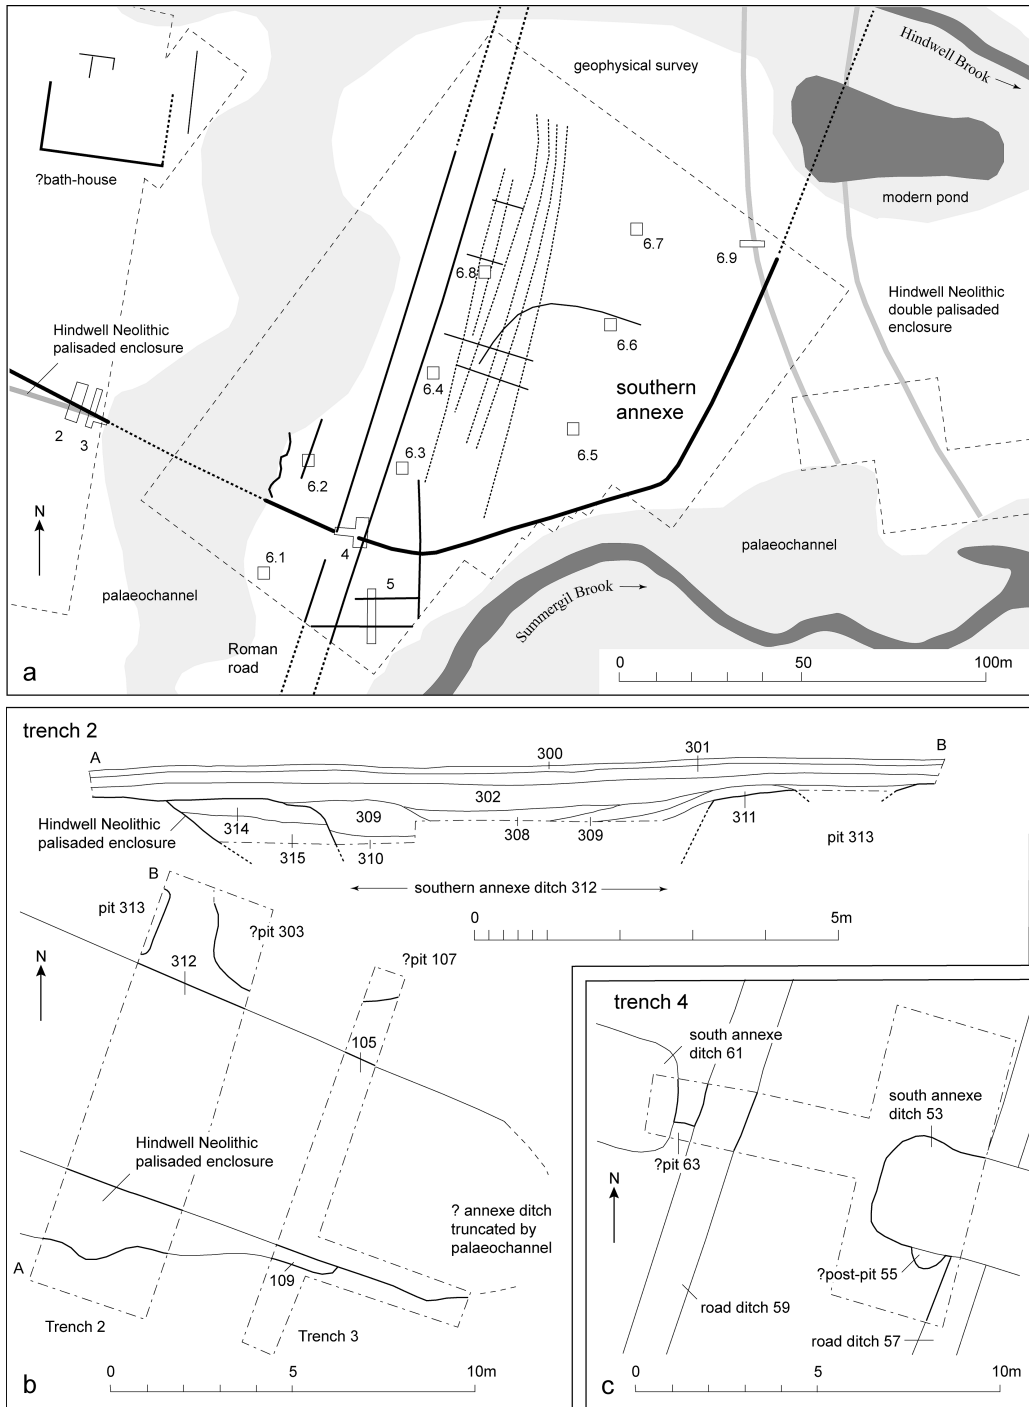 geophysical survey
Hindwell Brook
?bath-house
modern pond
6.7
6.9
6.8
Hindwell Neolithic
double palisaded
enclosure
Hindwell Neolithic
palisaded enclosure
6.6
6.4
southern
annexe
2
3
6.5
6.3
6.2
N
4
palaeochannel
6.1
5
palaeochannel
Summergil Brook
Roman
road
0
50
100m
a
trench 2
A
300
301
B
302
Hindwell Neolithic
palisaded enclosure
314
309
308
309
311
pit 313
315
310
southern annexe ditch 312
B
pit 313
?pit 303
0
5m
N
312
?pit 107
105
Hindwell Neolithic
palisaded enclosure
? annexe ditch
truncated by
palaeochannel
A
109
Trench 2
Trench 3
0
5
10m
b
trench 4
south annexe
ditch 61
south annexe
ditch 53
?pit 63
N
?post-pit 55
road ditch 59
road ditch 57
0
5
10m
c